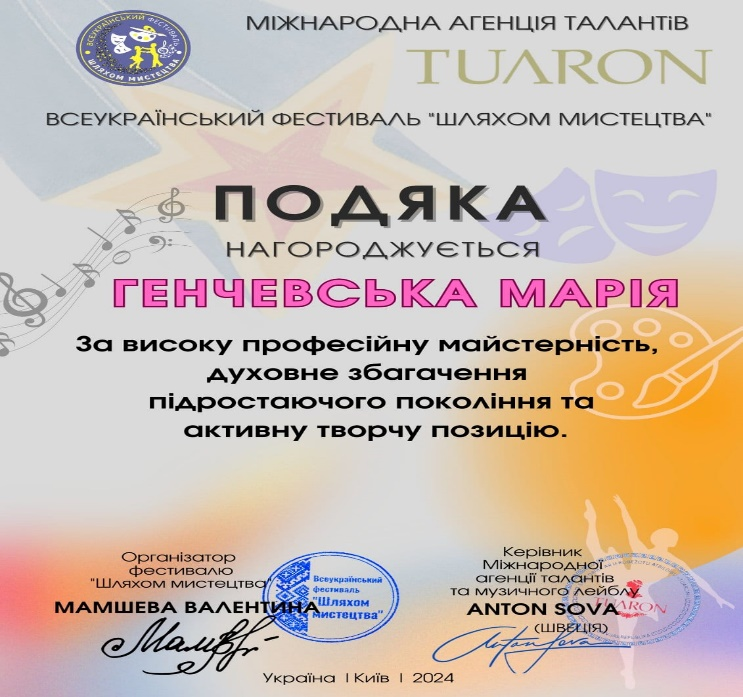 ВСЕУКРАЇНСЬКИЙ ФЕСТИВАЛЬ
ШЛЯХОМ МИСТЕЦТВА
МІЖНАРОДНА АГЕНЦІЯ ТАЛАНТіВ
TUARON
ВСЕУКРАЇНСЬКИЙ ФЕСТИВАЛЬ "ШЛЯХОМ МИСТЕЦТВА"
ПОДЯКА
НАГОРОДЖУЄТЬСЯ
ГЕНЧЕВСЬКА МАРІЯ
За високу професійну майстерність,
духовне збагачення
підростаючого покоління та
активну творчу позицію.
Організатор
фестивалю
"Шляхом мистецтва"
МАМШЕВА ВАЛЕНТИНА
Всеукраїнський
фестиваль
"Шляхом
мистецтва"
Керівник
Міжнародної
агенції талантів
та музичного лейблу
ANTON SOVA
(ШВЕЦІЯ)
TUARON
Україна | Київ | 2024